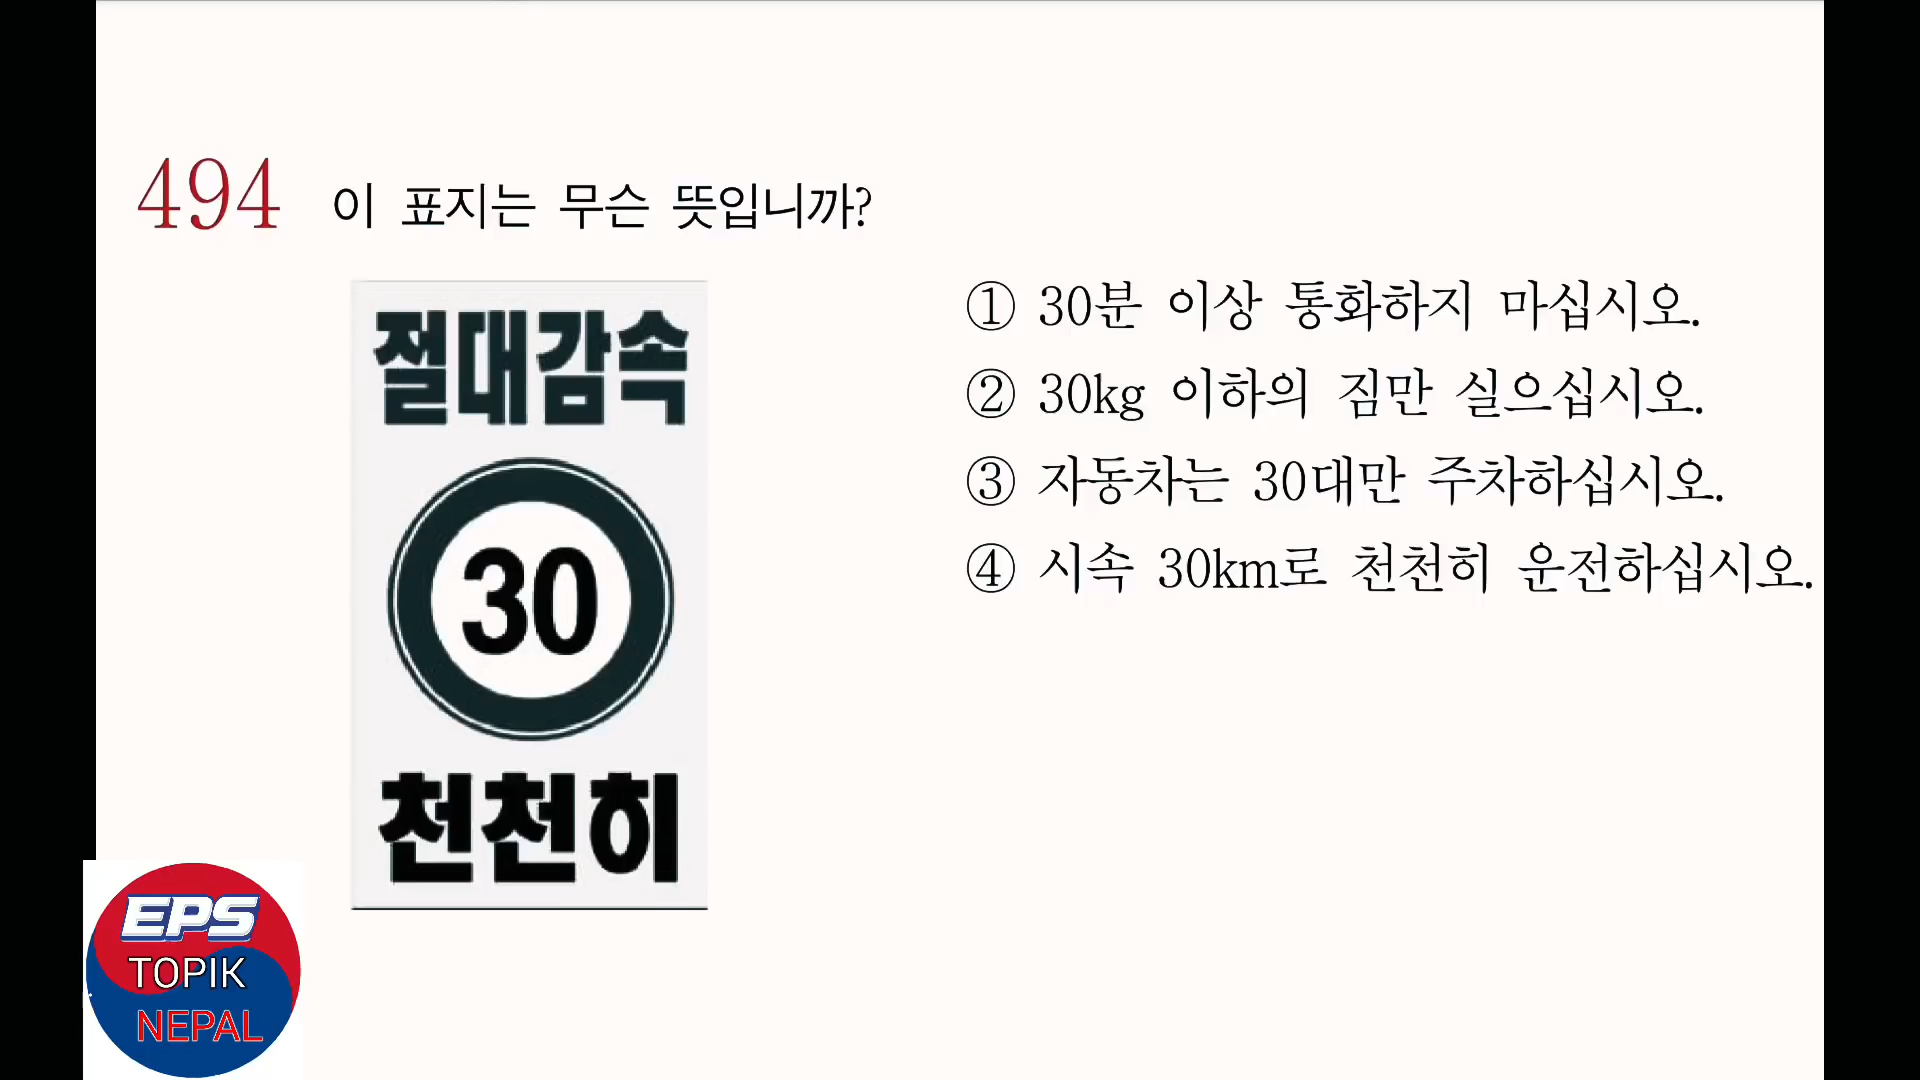 494 이 표지는 무슨 뜻입니까?
절대감속
30
천천히
① 30분 이상 통화하지 마십시오.
② 30kg 이하의 짐만 실으십시오.
③ 자동차는 30대만 주차하십시오.
④ 시속 30km로 천천히 운전하십시오.
EPS
TOPIK
NEPAL